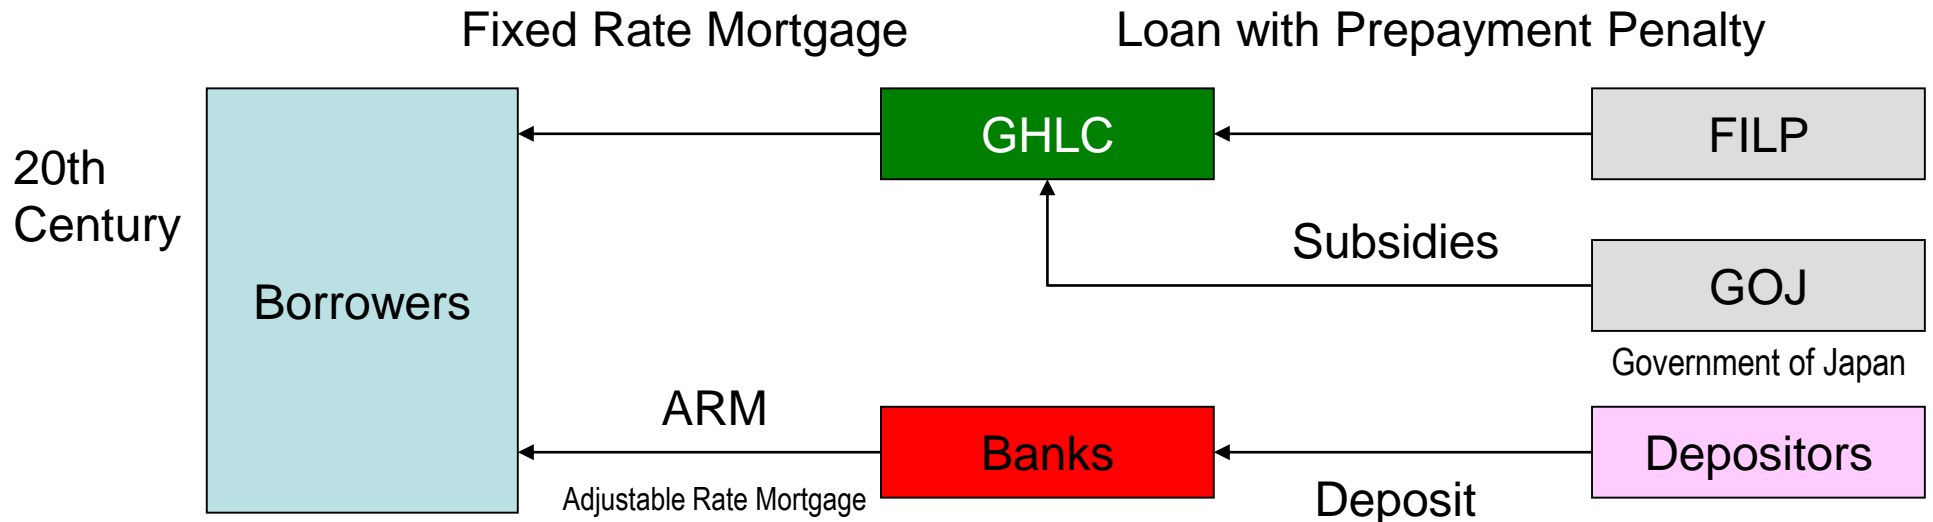 Fixed Rate Mortgage
Loan with Prepayment Penalty
20th
Century
Borrowers
GHLC
FILP
Subsidies
GOJ
Government of Japan
ARM
Adjustable Rate Mortgage
Banks
Deposit
Depositors